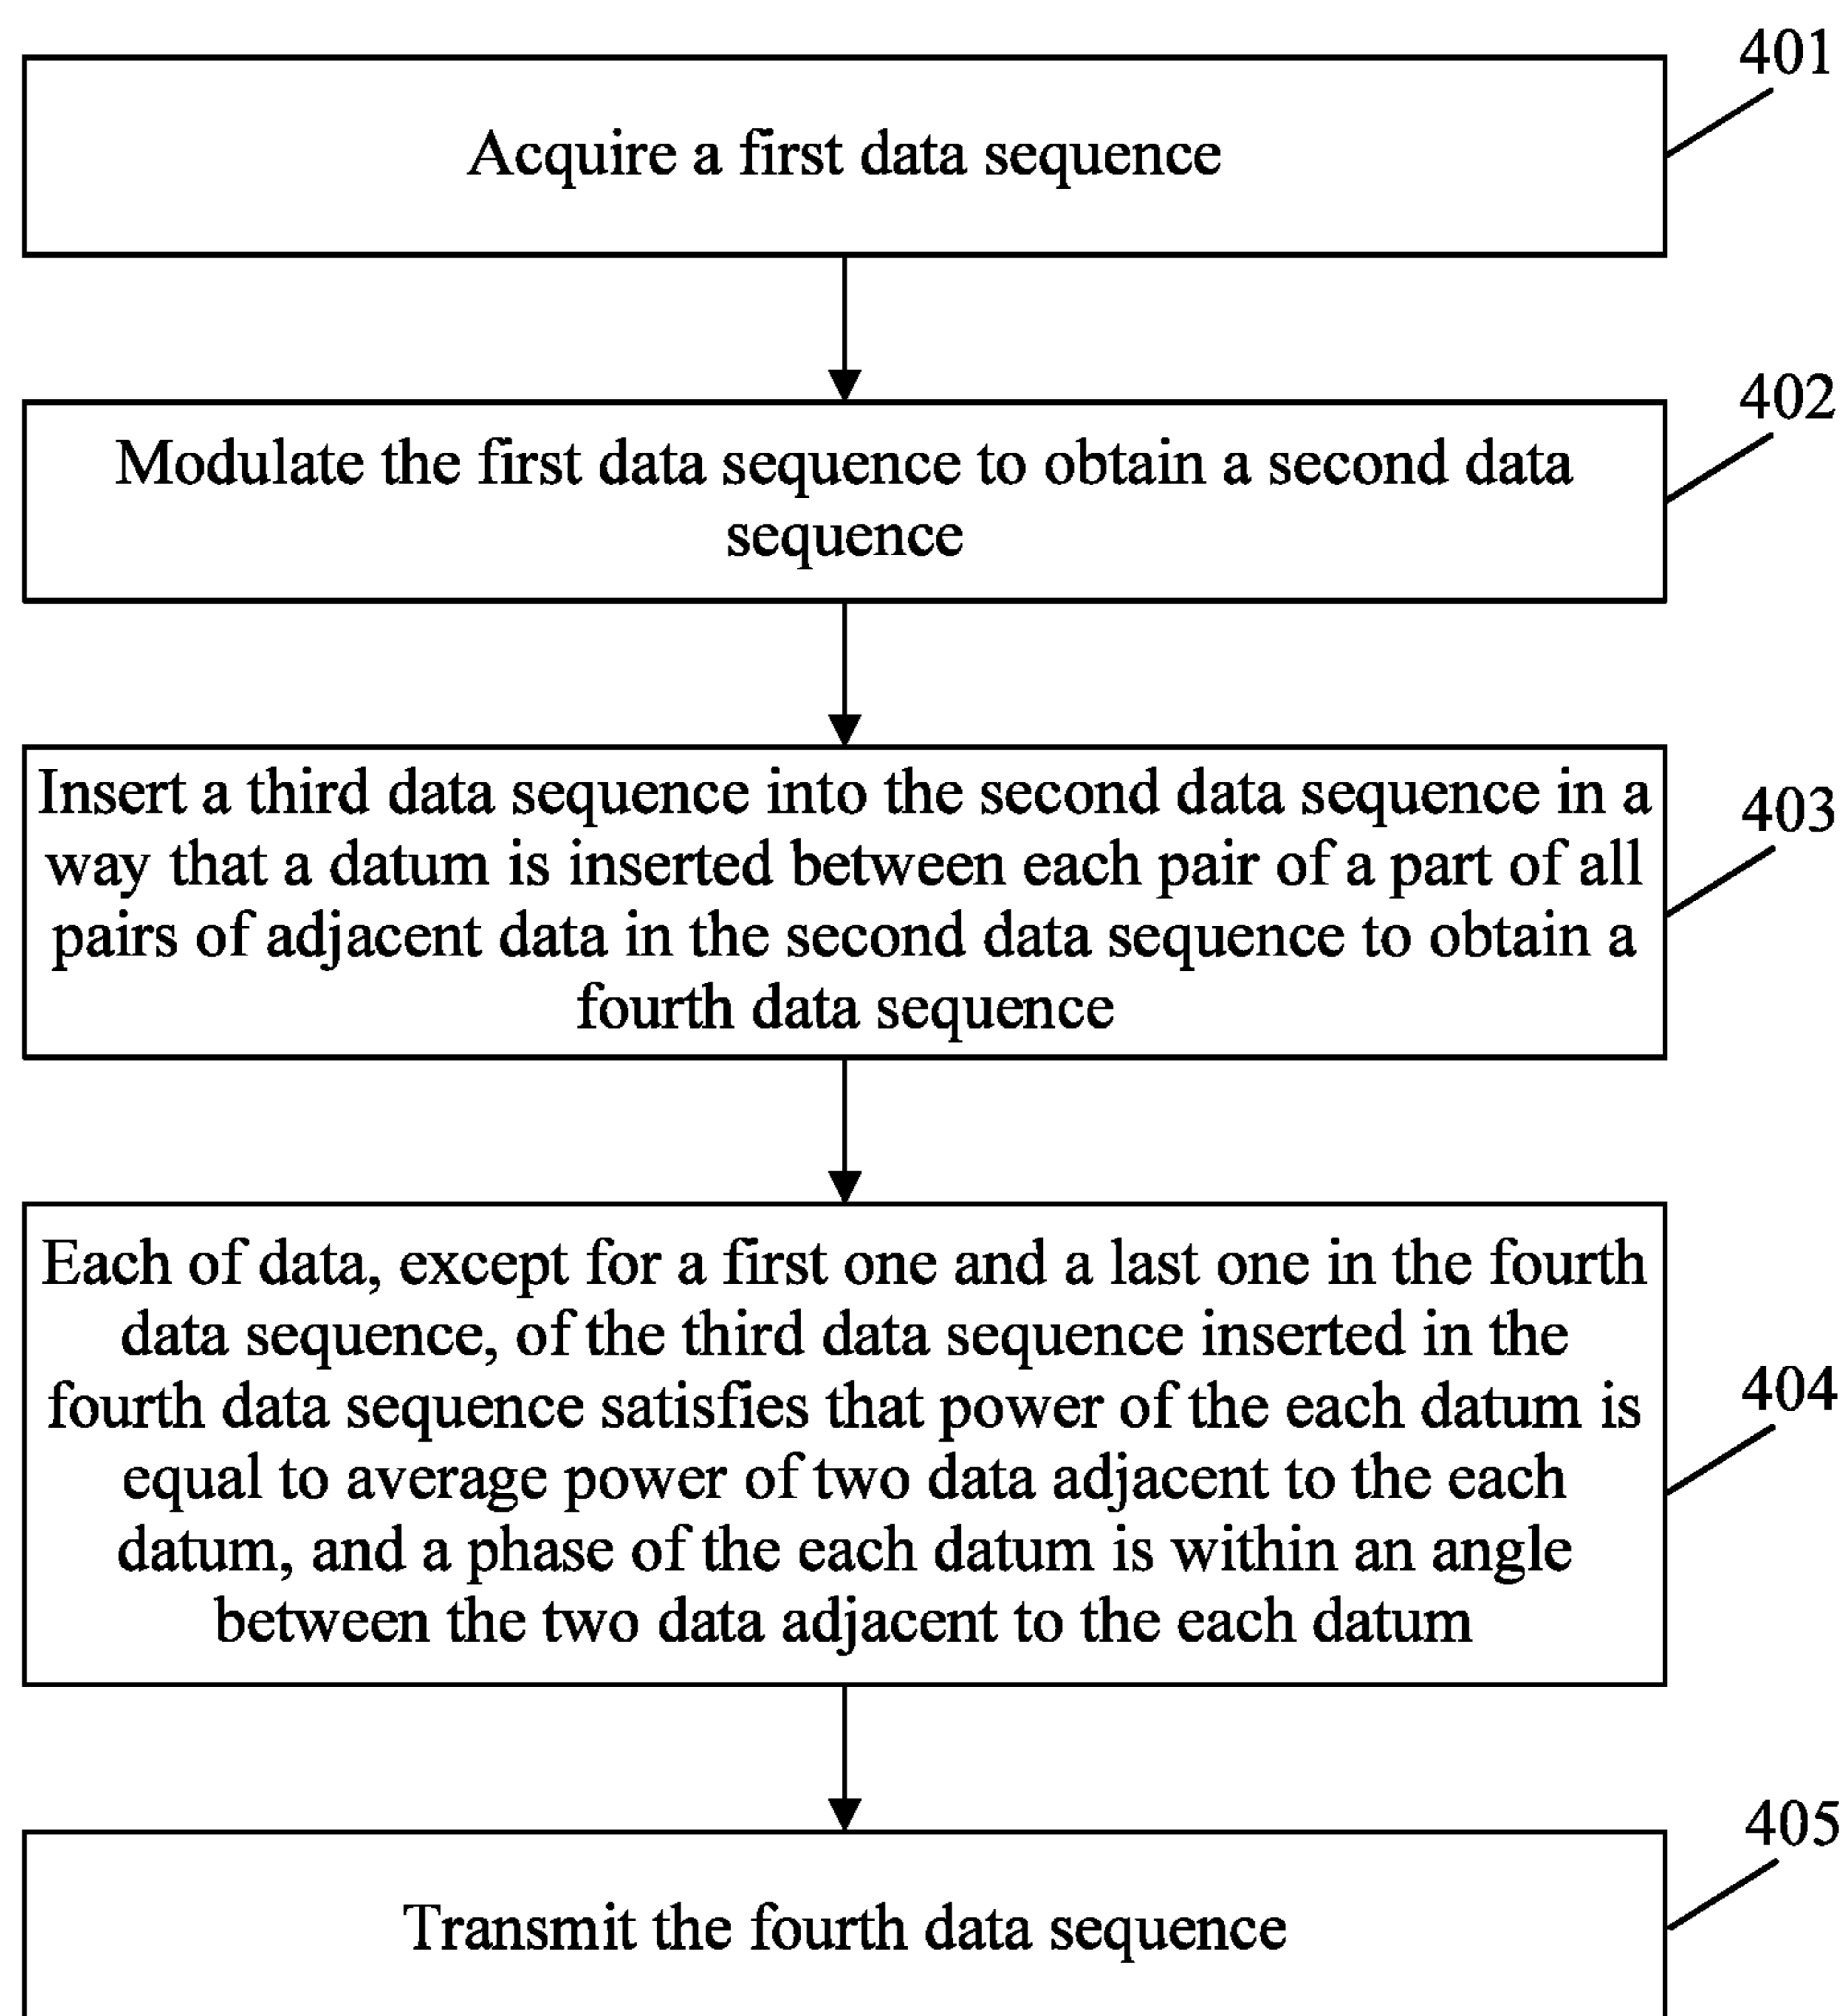 401
Acquire a first data sequence
402
Modulate the first data sequence to obtain a second data
sequence
403
Insert a third data sequence into the second data sequence in a
way that a datum is inserted between each pair of a part of all
pairs of adjacent data in the second data sequence to obtain a
fourth data sequence
404
Each of data, except for a first one and a last one in the fourth
data sequence, of the third data sequence inserted in the
fourth data sequence satisfies that power of the each datum is
equal to average power of two data adjacent to the each
datum, and a phase of the each datum is within an angle
between the two data adjacent to the each datum
405
Transmit the fourth data sequence